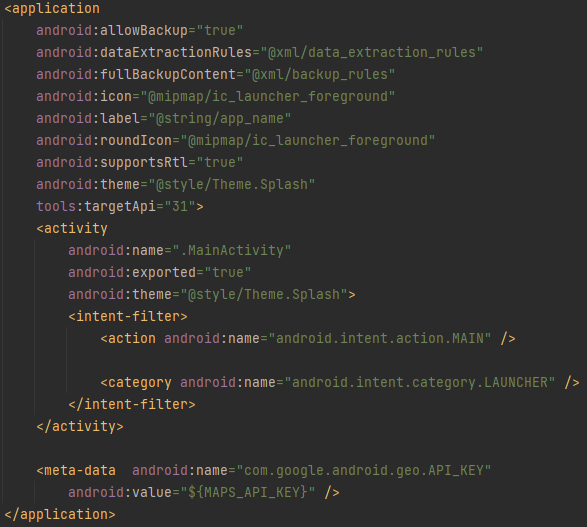 <application
    android:allowBackup="true"
    android:dataExtractionRules="@xml/data_extraction_rules"
    android:fullBackupContent="@xml/backup_rules"
    android:icon="@mipmap/ic_launcher_foreground"
    android:label="@string/app_name"
    android:roundIcon="@mipmap/ic_launcher_foreground"
    android:supportsRtl="true"
    android:theme="@style/Theme.Splash"
    tools:targetApi="31">
    <activity
        android:name=".MainActivity"
        android:exported="true"
        android:theme="@style/Theme.Splash">
        <intent-filter>
            <action android:name="android.intent.action.MAIN" />

            <category android:name="android.intent.category.LAUNCHER" />
        </intent-filter>
    </activity>

    <meta-data  android:name="com.google.android.geo.API_KEY"
        android:value="${MAPS_API_KEY}" />
</application>